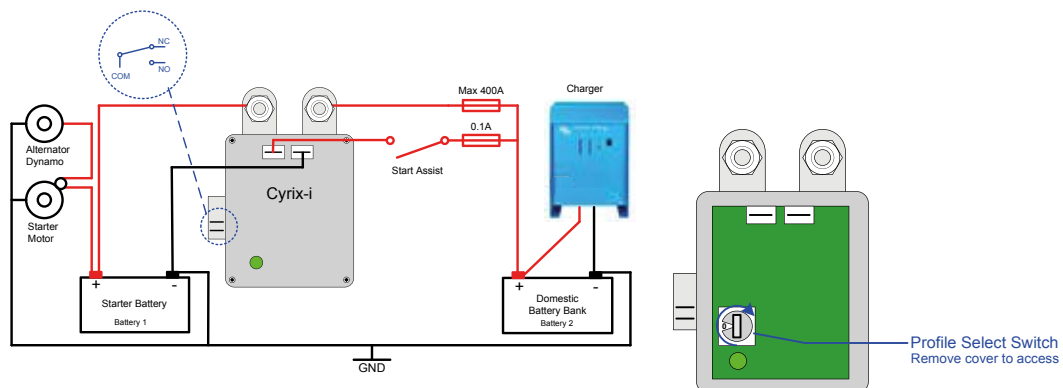 NC
COM
NO
Max 400A
Charger
0.1A
Alternator
Dynamo
Start Assist
Cyrix-i
Starter
Motor
+
-
Starter Battery
Battery 1
+
-
Domestic
Battery Bank
Battery 2
GND
0
Profile Select Switch
Remove cover to access